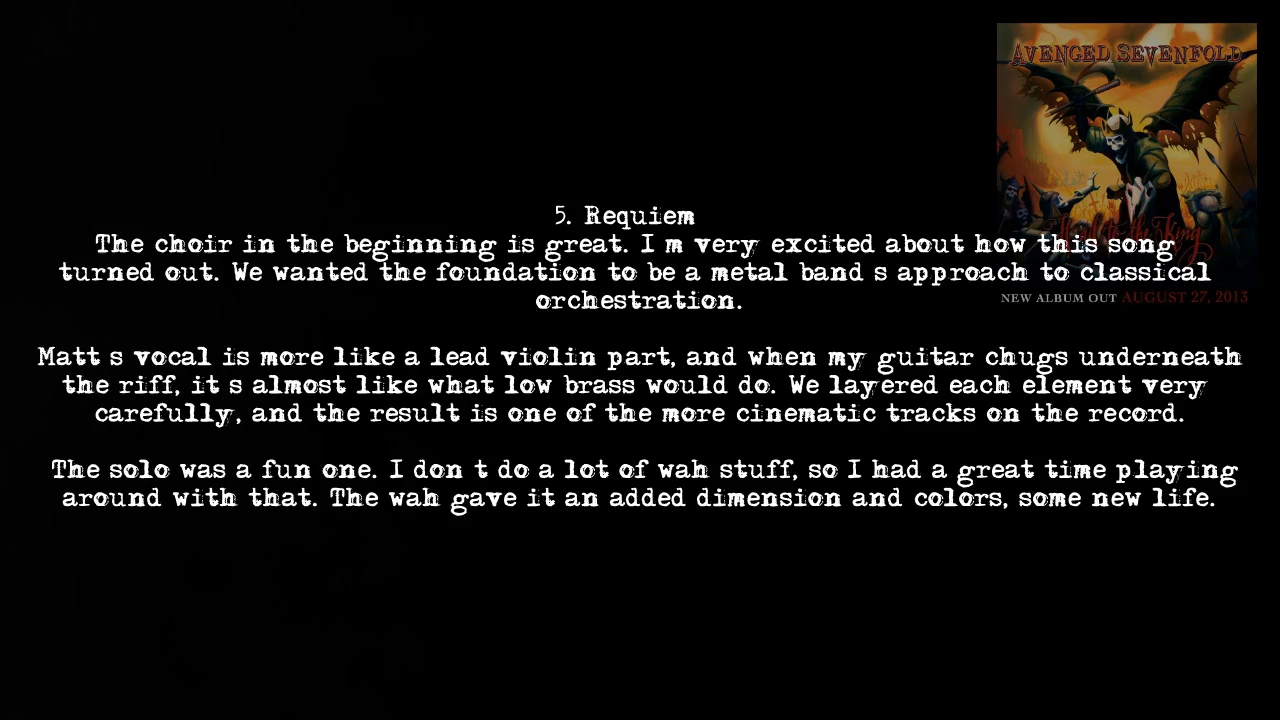 AVENGED SEVENFOLD
Hail to the King
NEW ALBUM OUT AUGUST 27, 2013
5. Requiem
The choir in the beginning is great. I m very excited about how this song
turned out. We wanted the foundation to be a metal band s approach to classical
orchestration.
Matt s vocal is more like a lead violin part, and when my guitar chugs underneath
the riff, it s almost like what low brass would do. We layered each element very
carefully, and the result is one of the more cinematic tracks on the record.
The solo was a fun one. I don t do a lot of wah stuff, so I had a great time playing
around with that. The wah gave it an added dimension and colors, some new life.